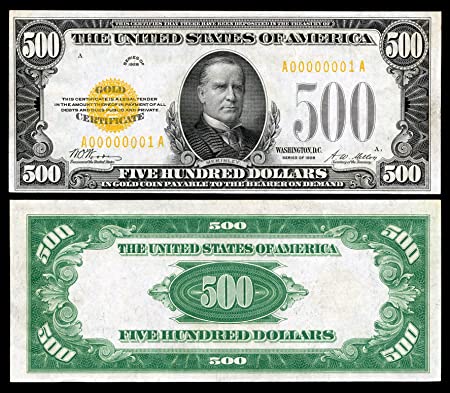 THIS CERTIFIES THAT THERE HAVE BEEN DEPOSITED IN THE TREASURY OF
500 THE UNITED STATES OF AMERICA 500
A
SERIES OF
1928
A00000001A
GOLD
THIS CERTIFICATE IS A LEGAL TENDER
IN THE AMOUNT THEREOF IN PAYMENT OF ALL
DEBTS AND DUES PUBLIC AND PRIVATE
CERTIFICATE
500
A00000001A
WASHINGTON, D.C.
A.
SERIES OF 1928
McKINLEY
500 FIVE HUNDRED DOLLARS 500
IN GOLD COIN PAYABLE TO THE BEARER ON DEMAND
500
500 THE UNITED STATES OF AMERICA 500
500
500 FIVE HUNDRED DOLLARS 500
500